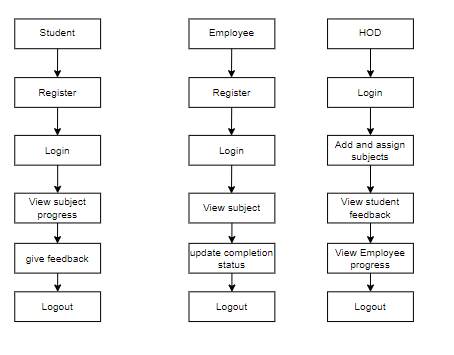 Student
Register
Login
View subject
progress
give feedback
Logout
Employee
Register
Login
View subject
update completion
status
Logout
HOD
Login
Add and assign
subjects
View student
feedback
View Employee
progress
Logout